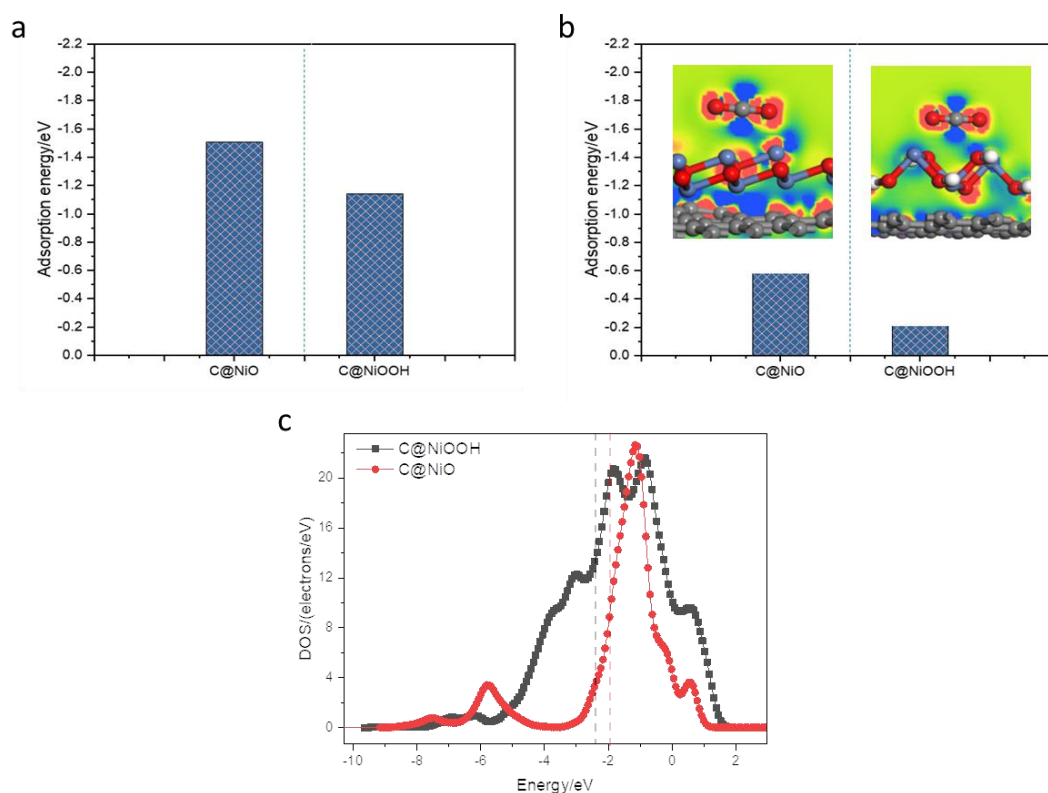 a
-2.2
-2.0
-1.8
-1.6
-1.4
-1.2
-1.0
-0.8
-0.6
-0.4
-0.2
0.0
Adsorption energy/eV
C@NiO
C@NiOOH
b
-2.2
-2.0
-1.8
-1.6
-1.4
-1.2
-1.0
-0.8
-0.6
-0.4
-0.2
0.0
Adsorption energy/eV
C@NiO
C@NiOOH
c
C@NiOOH
C@NiO
20
16
12
8
4
0
DOS/(electrons/eV)
-10
-8
-6
-4
-2
0
2
Energy/eV